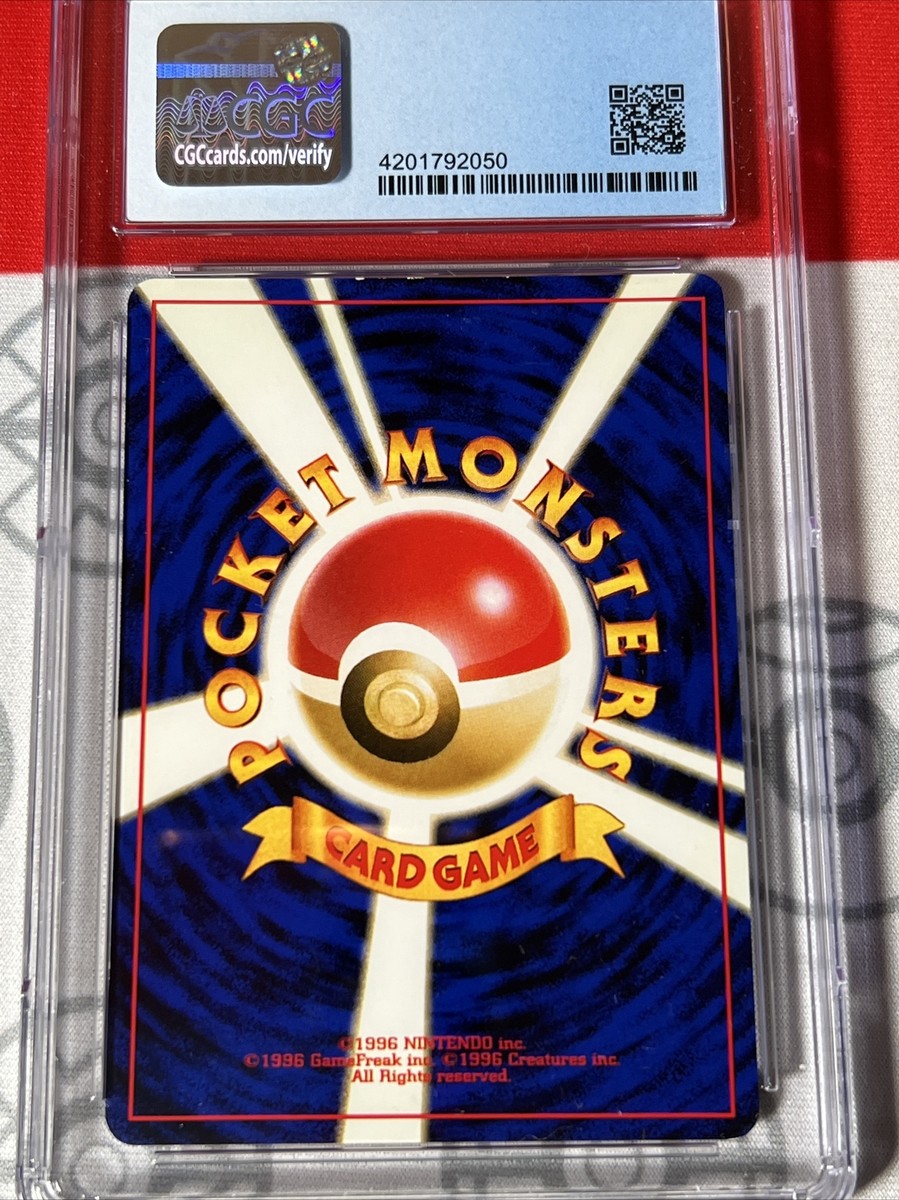 CGC
CGCcards.com/verify
4201792050
POCKET MONSTERS
CARD GAME
©1996 NINTENDO inc.
©1996 GameFreak inc. ©1996 Creatures inc.
All Rights reserved.